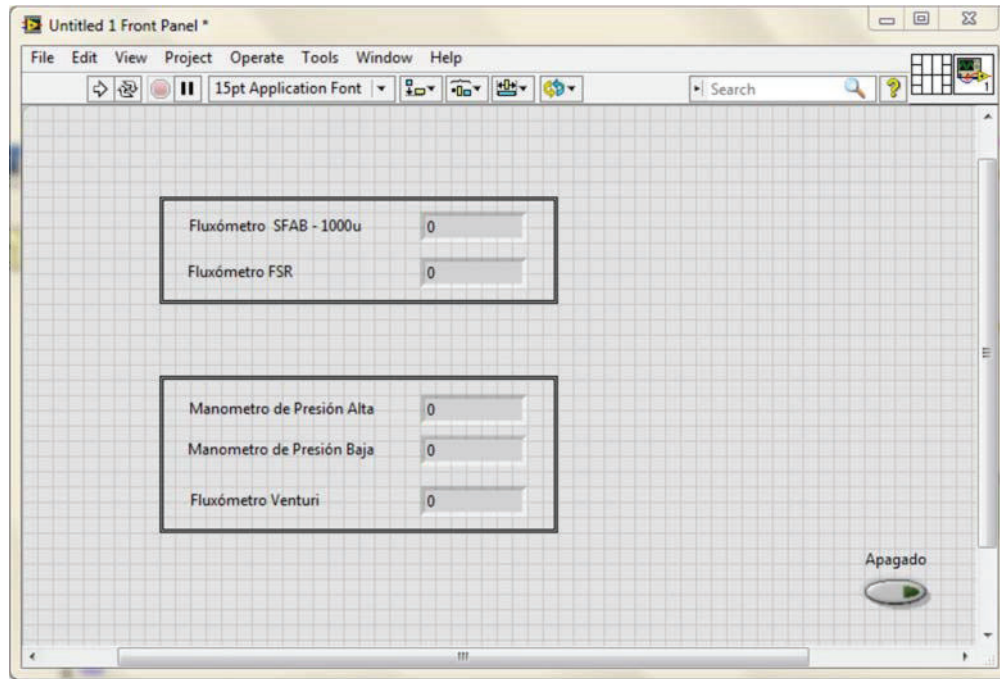 Untitled 1 Front Panel *
File Edit View Project Operate Tools Window Help
15pt Application Font Search ? 1
Fluxómetro SFAB - 1000u 0
Fluxómetro FSR 0
Manometro de Presión Alta 0
Manometro de Presión Baja 0
Fluxómetro Venturi 0
Apagado